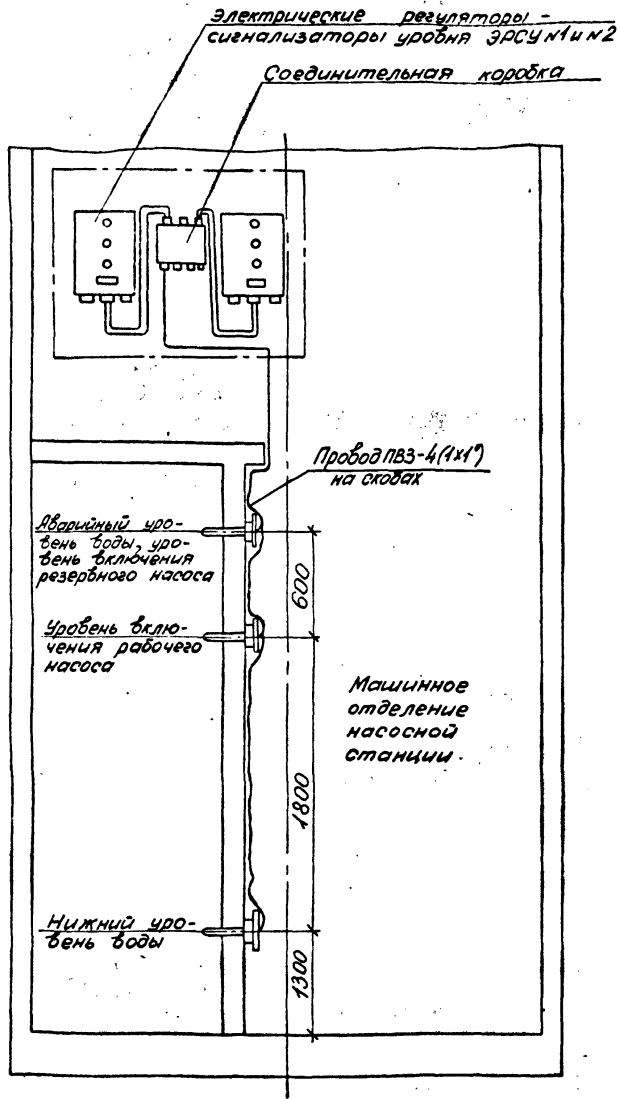 Электрические регуляторы -
сигнализаторы уровня ЭРСУ №1 и №2
Соединительная коробка
Провод ПВ3-4(1х1°)
на скобах
Аварийный уро-
вень воды, уро-
вень включения
резервного насоса
600
Уровень вклю-
чения рабочего
насоса
Машинное
отделение
насосной
станции.
1800
Нижний уро-
вень воды
1300